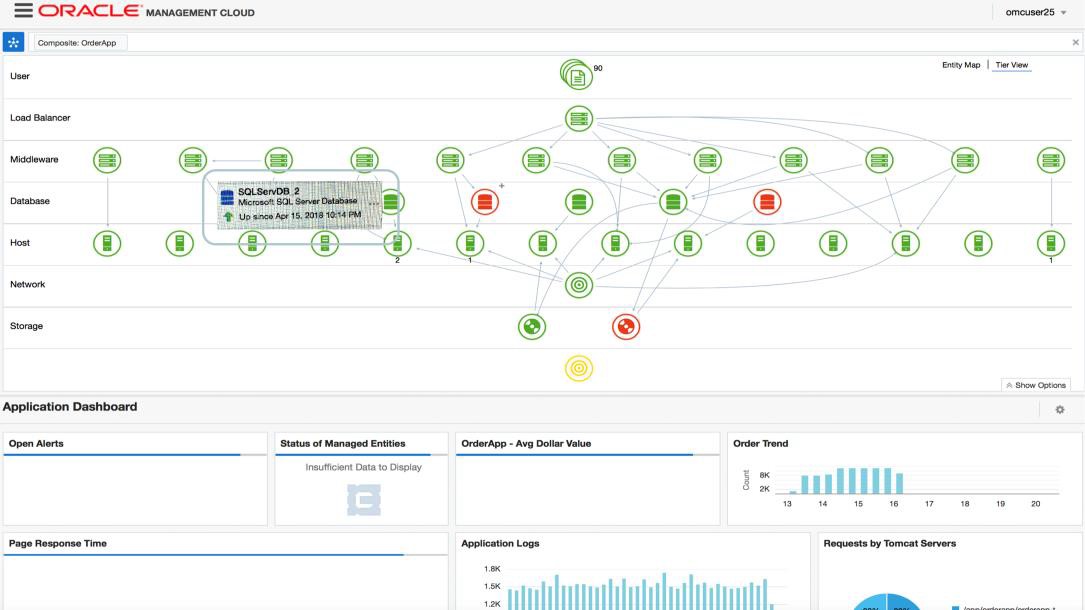 ORACLE MANAGEMENT CLOUD
omcuser25
Composite: OrderApp
Entity Map | Tier View
User
90
Load Balancer
Middleware
Database
SQLServDB_2
Microsoft SQL Server Database ...
Up since Apr 15, 2018 10:14 PM
Host
2
1
1
Network
Storage
Show Options
Application Dashboard
Open Alerts
Status of Managed Entities
Insufficient Data to Display
OrderApp - Avg Dollar Value
Order Trend
Count
8K
2K
13 14 15 16 17 18 19 20
Page Response Time
Application Logs
1.8K
1.5K
1.2K
Requests by Tomcat Servers